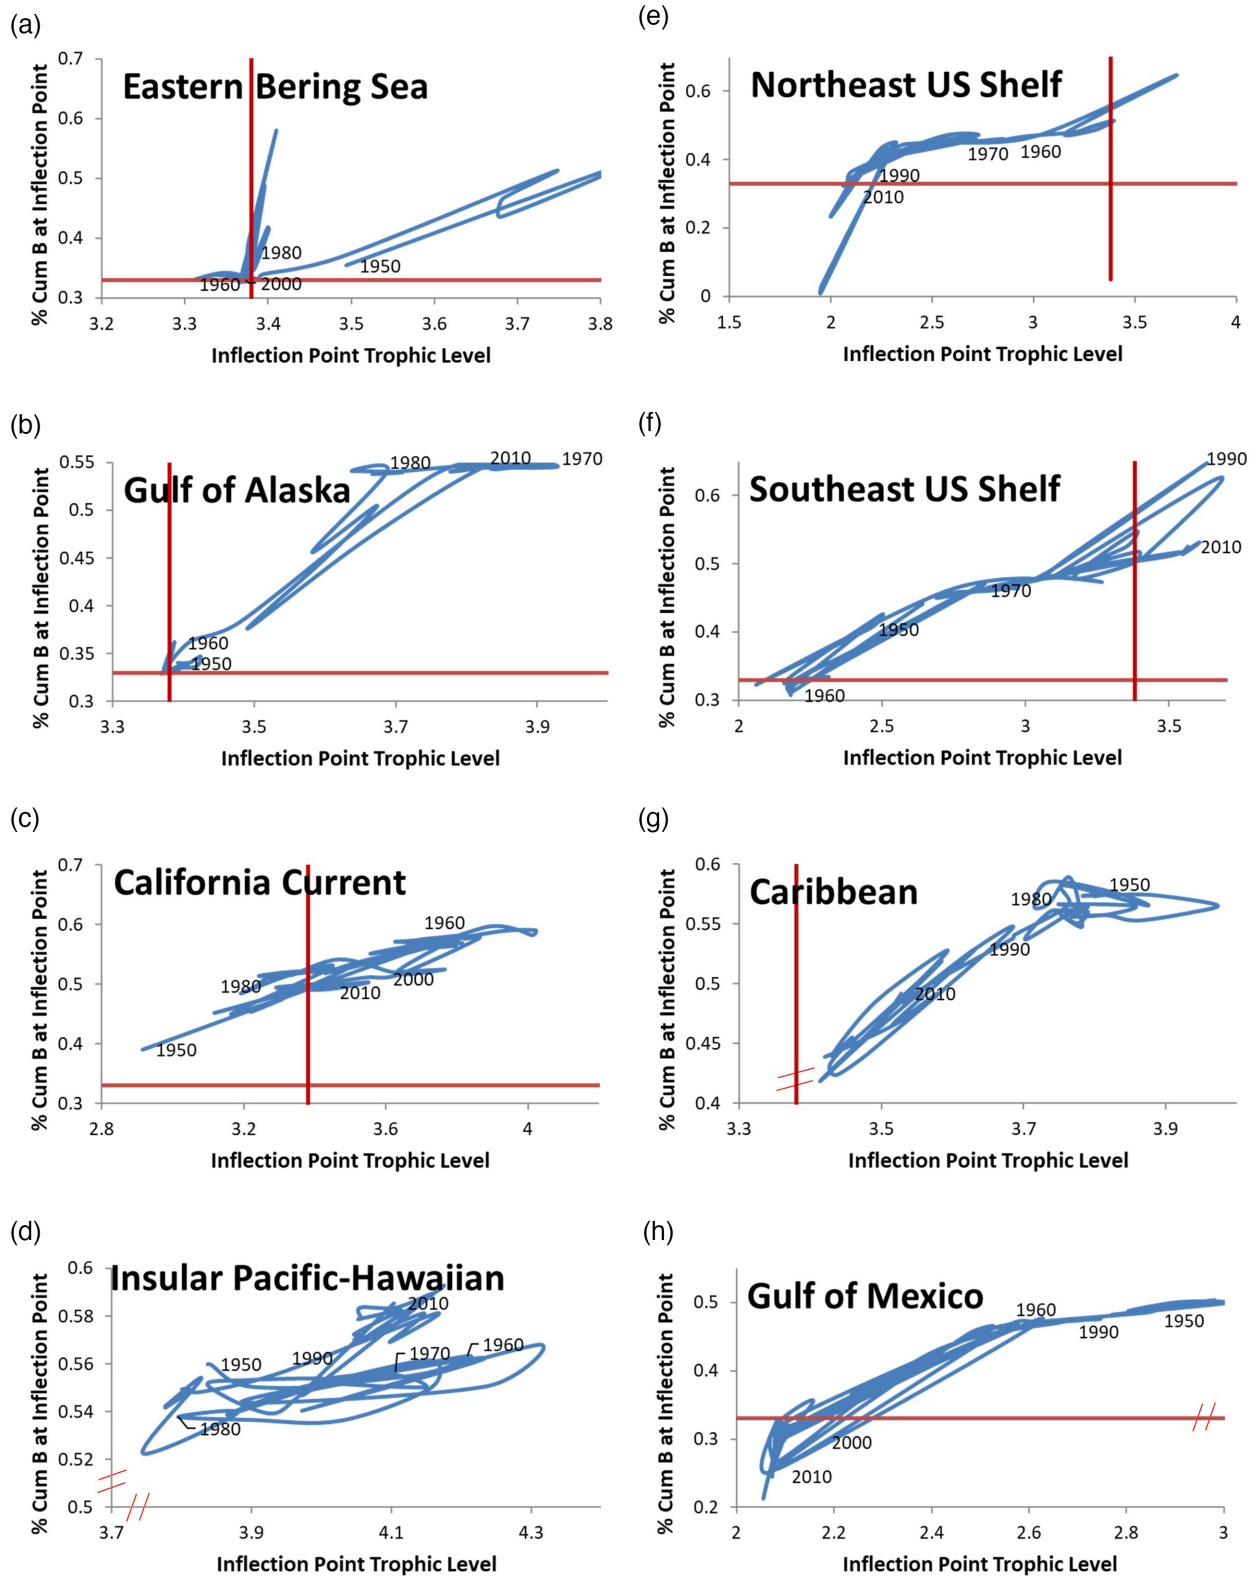 (a)
Eastern Bering Sea
% Cum B at Inflection Point
0.7
0.6
0.5
0.4
0.3
1980
1950
1960
2000
3.2 3.3 3.4 3.5 3.6 3.7 3.8
Inflection Point Trophic Level
(e)
Northeast US Shelf
% Cum B at Inflection Point
0.6
0.4
0.2
0
1970
1960
1990
2010
1.5 2 2.5 3 3.5 4
Inflection Point Trophic Level
(b)
Gulf of Alaska
% Cum B at Inflection Point
0.55
0.5
0.45
0.4
0.35
0.3
1980
2010
1970
1960
1950
3.3 3.5 3.7 3.9
Inflection Point Trophic Level
(f)
Southeast US Shelf
% Cum B at Inflection Point
0.6
0.5
0.4
0.3
1990
2010
1970
1950
1960
2 2.5 3 3.5
Inflection Point Trophic Level
(c)
California Current
% Cum B at Inflection Point
0.7
0.6
0.5
0.4
0.3
1960
1980
2000
2010
1950
2.8 3.2 3.6 4
Inflection Point Trophic Level
(g)
Caribbean
% Cum B at Inflection Point
0.6
0.55
0.5
0.45
0.4
1950
1980
1990
2010
3.3 3.5 3.7 3.9
Inflection Point Trophic Level
(d)
Insular Pacific-Hawaiian
% Cum B at Inflection Point
0.6
0.58
0.56
0.54
0.52
0.5
2010
1960
1970
1990
1950
1980
3.7 3.9 4.1 4.3
Inflection Point Trophic Level
(h)
Gulf of Mexico
% Cum B at Inflection Point
0.5
0.4
0.3
0.2
1960
1950
1990
2000
2010
2 2.2 2.4 2.6 2.8 3
Inflection Point Trophic Level